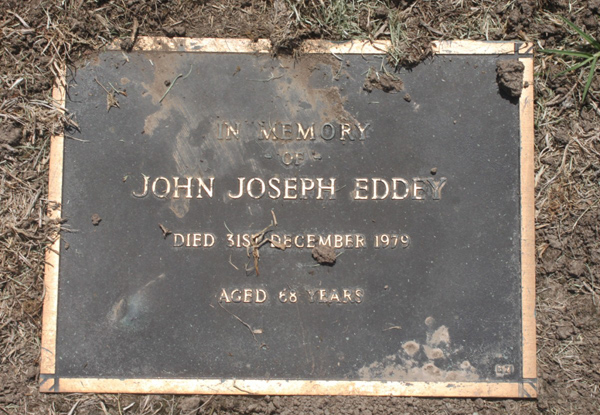 IN MEMORY
- OF -
JOHN JOSEPH EDDEY
DIED 31ST DECEMBER 1979
AGED 68 YEARS